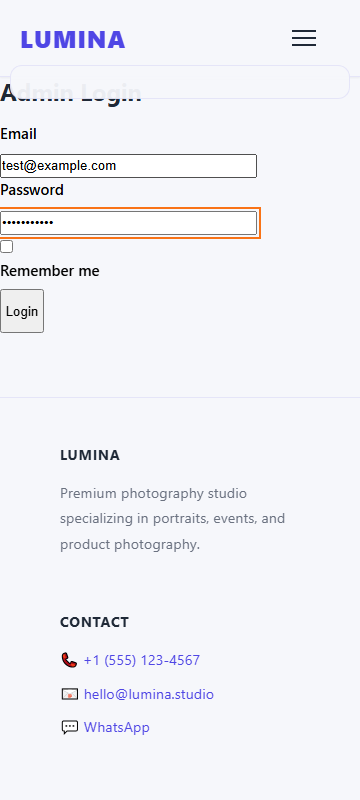 LUMINA
Admin Login
Email
test@example.com
Password
•••••••••••
Remember me
Login
LUMINA
Premium photography studio
specializing in portraits, events, and
product photography.
CONTACT
+1 (555) 123-4567
hello@lumina.studio
WhatsApp